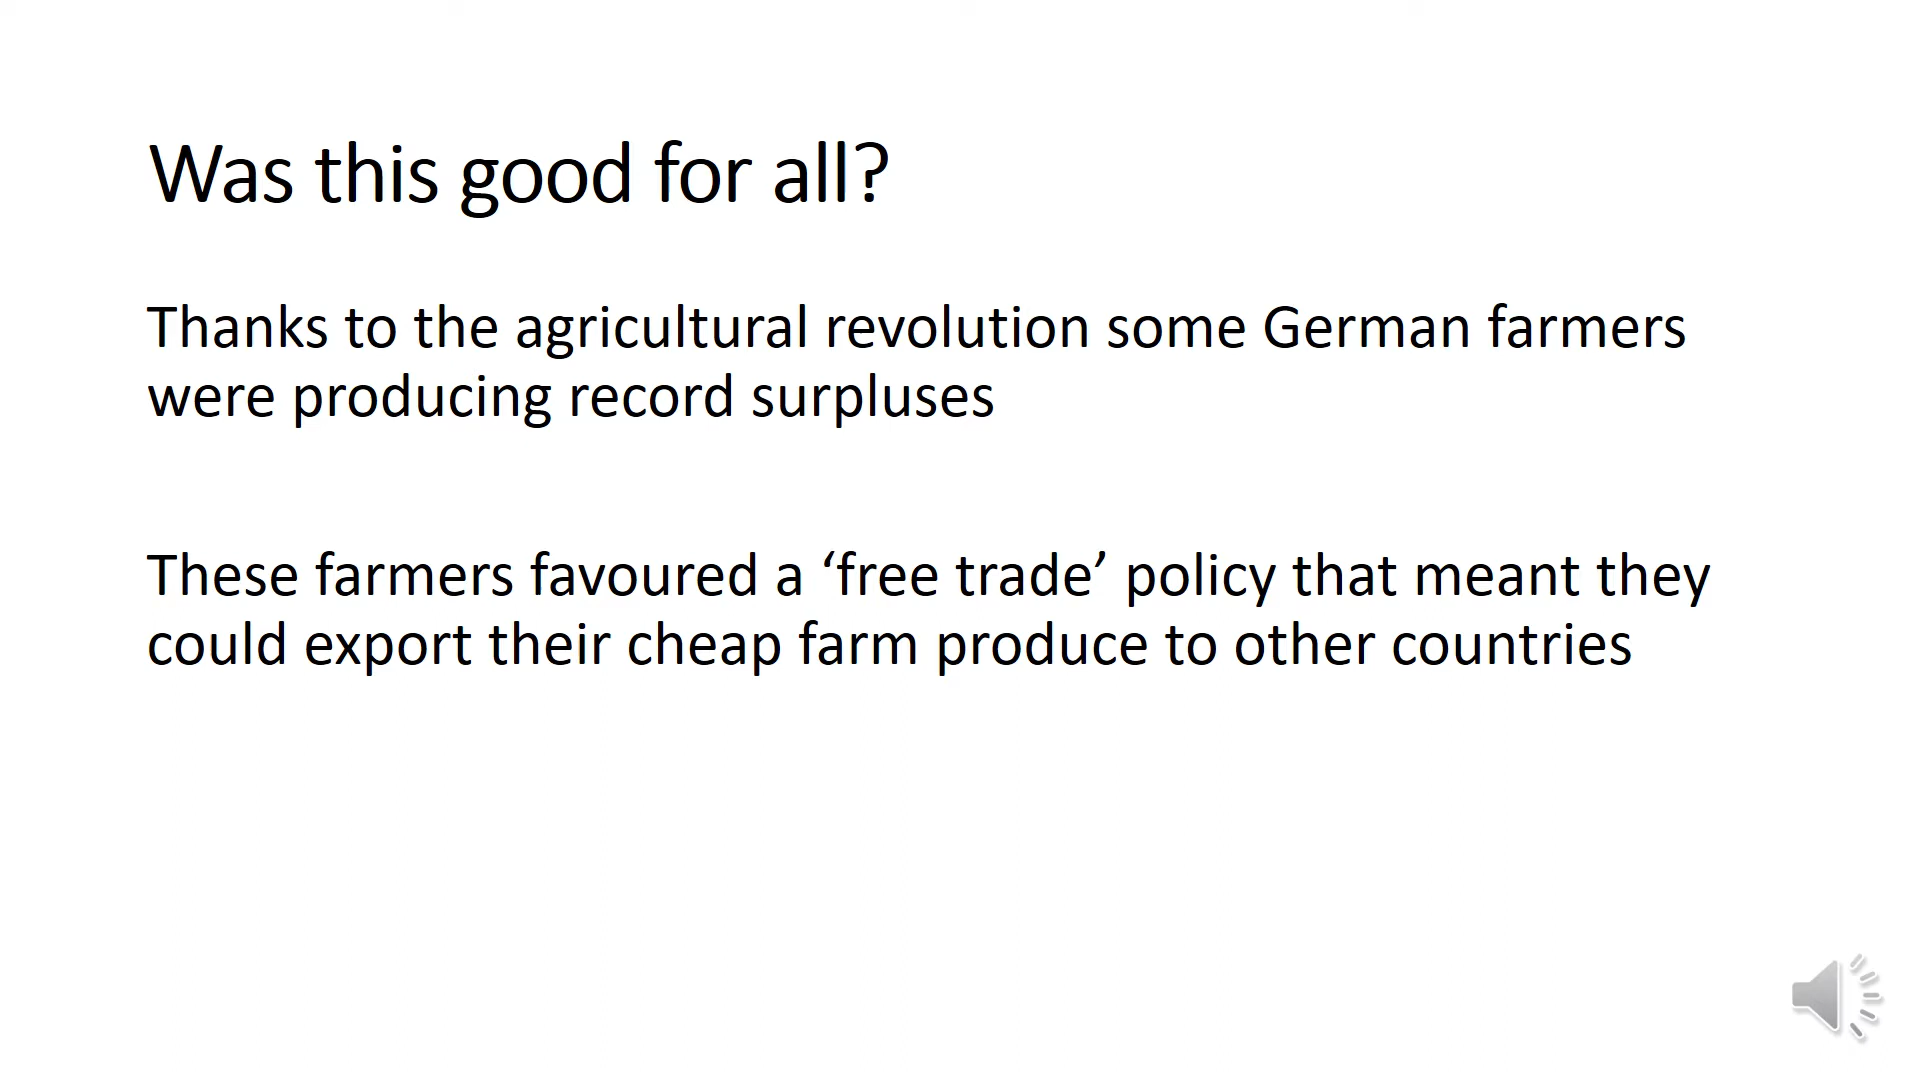 Was this good for all?
Thanks to the agricultural revolution some German farmers
were producing record surpluses
These farmers favoured a ‘free trade’ policy that meant they
could export their cheap farm produce to other countries